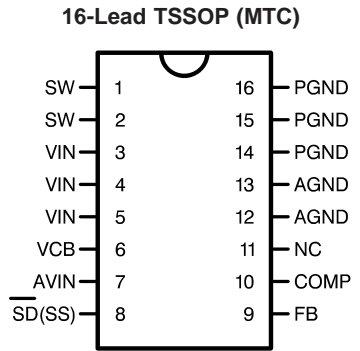 16-Lead TSSOP (MTC)
SW 1 16 PGND
SW 2 15 PGND
VIN 3 14 PGND
VIN 4 13 AGND
VIN 5 12 AGND
VCB 6 11 NC
AVIN 7 10 COMP
S̅D̅(SS) 8 9 FB